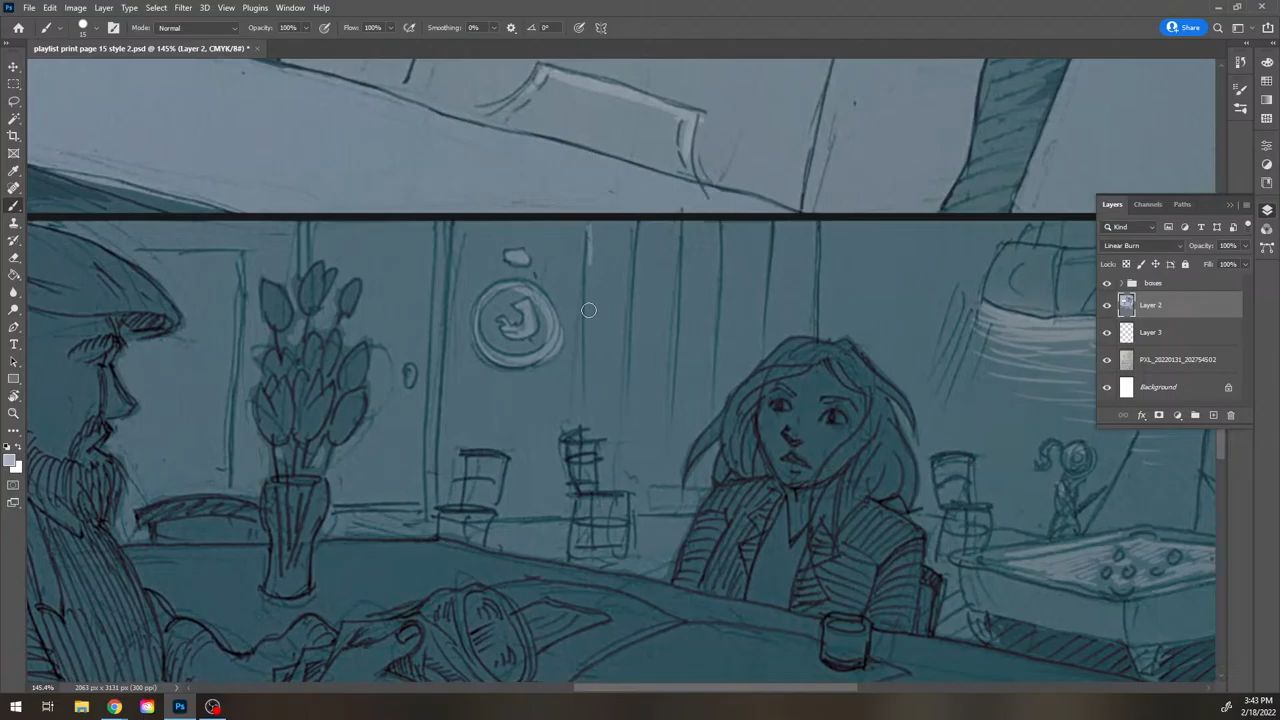 File Edit Image Layer Type Select Filter 3D View Plugins Window Help
15 Mode: Normal Opacity: 100% Flow: 100% Smoothing: 0% 0° Share
playlist print page 15 style 2.psd @ 145% (Layer 2, CMYK/8#) *
Layers Channels Paths
Kind
Linear Burn Opacity: 100%
Lock: Fill: 100%
boxes
Layer 2
Layer 3
PXL_20220131_202754502
Background
145.4% 2063 px x 3131 px (300 ppi)
3:43 PM
2/18/2022